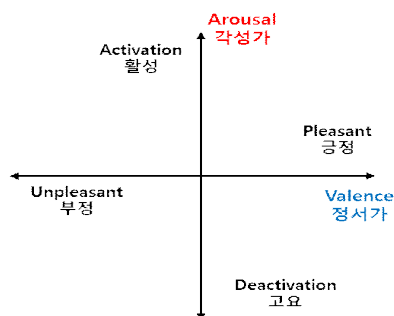 Arousal
각성가
Activation
활성
Pleasant
긍정
Unpleasant
부정
Valence
정서가
Deactivation
고요